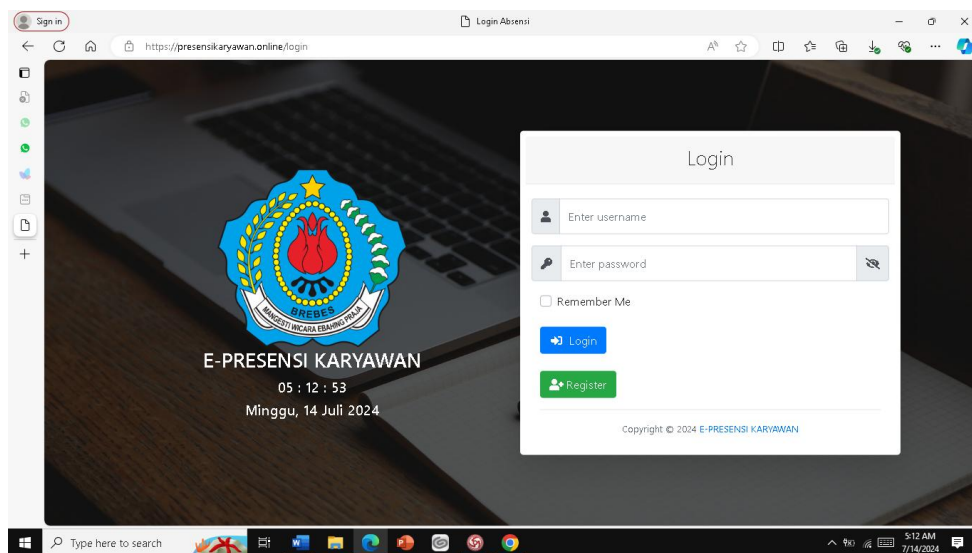 Sign in
Login Absensi
https://presensikaryawan.online/login
Login
Enter username
Enter password
Remember Me
Login
Register
Copyright © 2024 E-PRESENSI KARYAWAN
BREBES
MANGESTI WICARA EBAHING PRAJA
E-PRESENSI KARYAWAN
05 : 12 : 53
Minggu, 14 Juli 2024
Type here to search
5:12 AM
7/14/2024